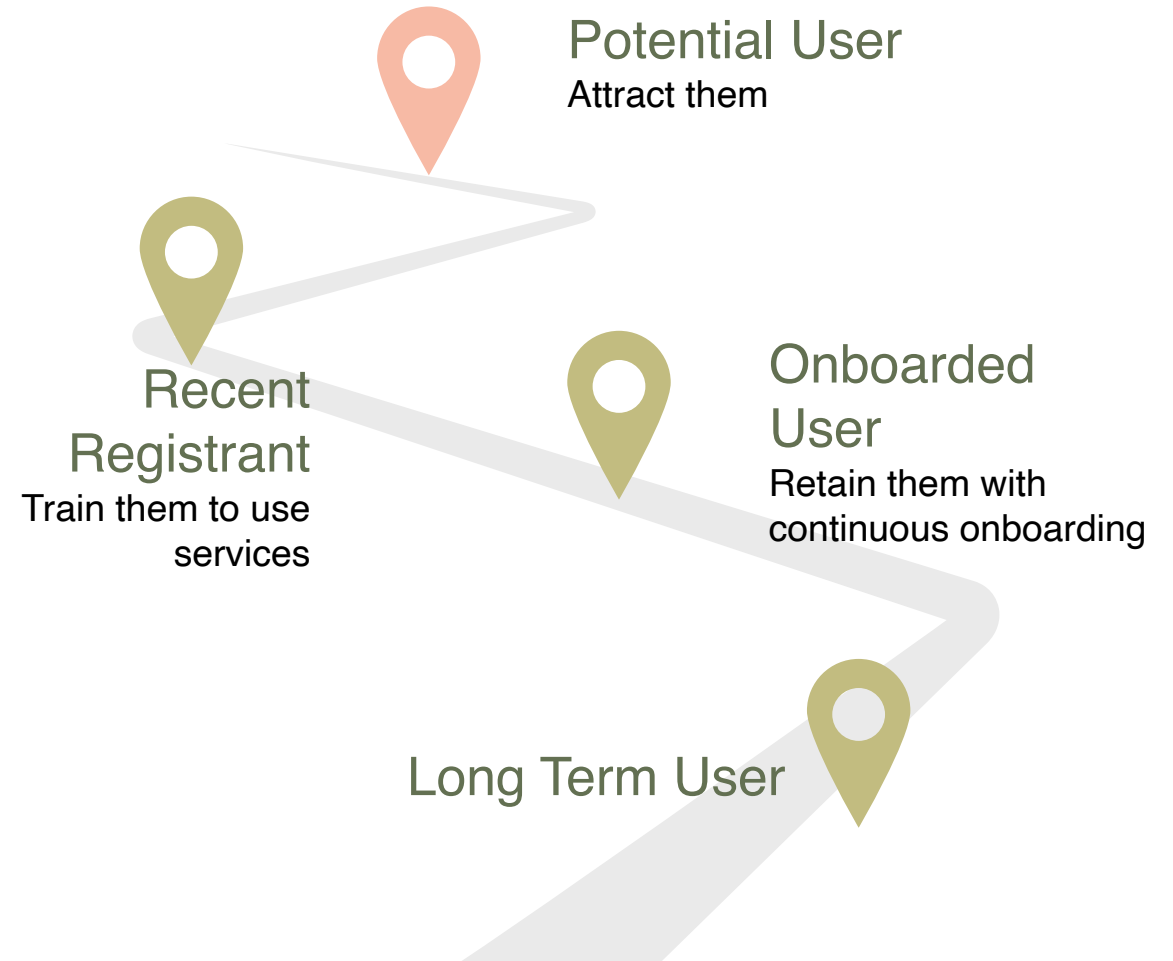 Potential User
Attract them
Recent
Registrant
Train them to use
services
Onboarded
User
Retain them with
continuous onboarding
Long Term User